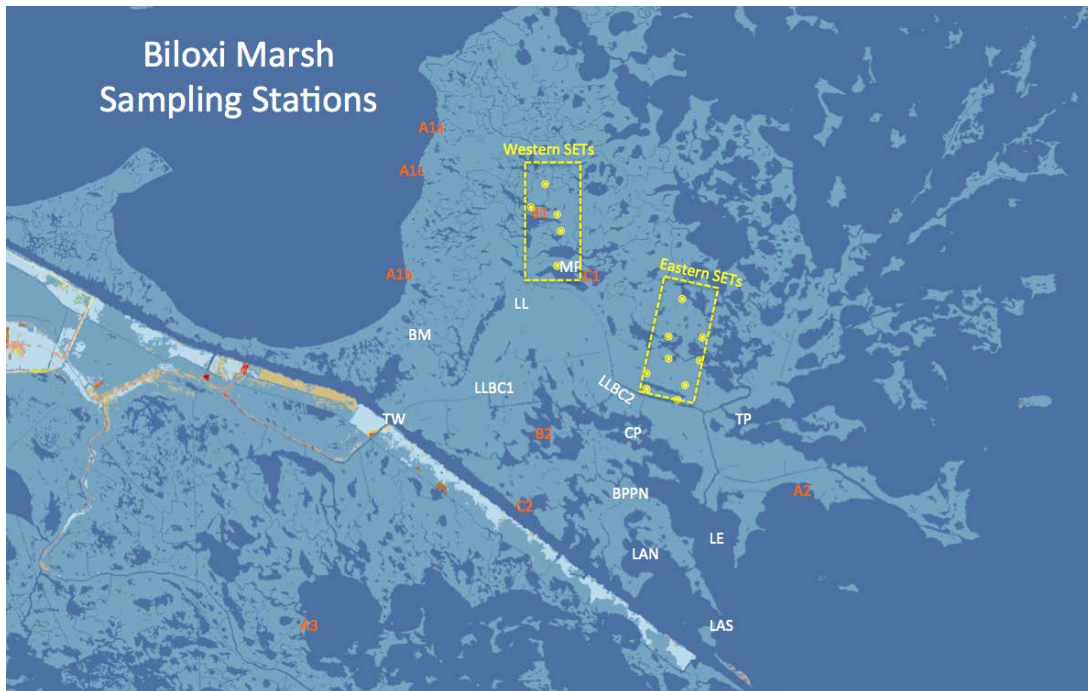 Biloxi Marsh
Sampling Stations
A1a
Western SETs
A1c
B1
MP
A1b
C1
Eastern SETs
LL
BM
LLBC1
LLBC2
TW
CP
TP
B2
BPPN
A2
C2
LE
LAN
A3
LAS